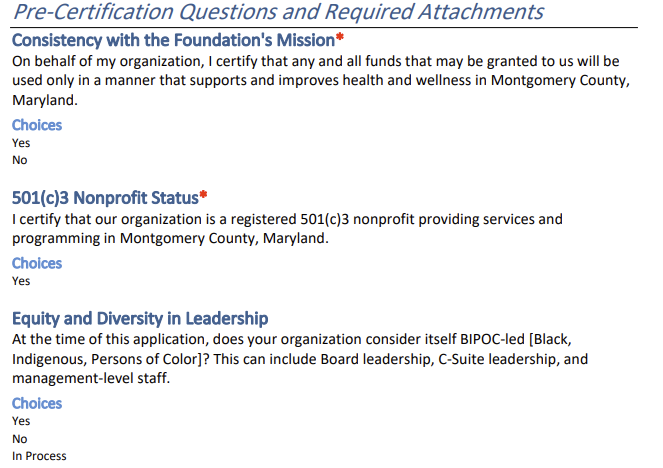 Pre-Certification Questions and Required Attachments
Consistency with the Foundation's Mission*
On behalf of my organization, I certify that any and all funds that may be granted to us will be
used only in a manner that supports and improves health and wellness in Montgomery County,
Maryland.
Choices
Yes
No
501(c)3 Nonprofit Status*
I certify that our organization is a registered 501(c)3 nonprofit providing services and
programming in Montgomery County, Maryland.
Choices
Yes
Equity and Diversity in Leadership
At the time of this application, does your organization consider itself BIPOC-led [Black,
Indigenous, Persons of Color]? This can include Board leadership, C-Suite leadership, and
management-level staff.
Choices
Yes
No
In Process